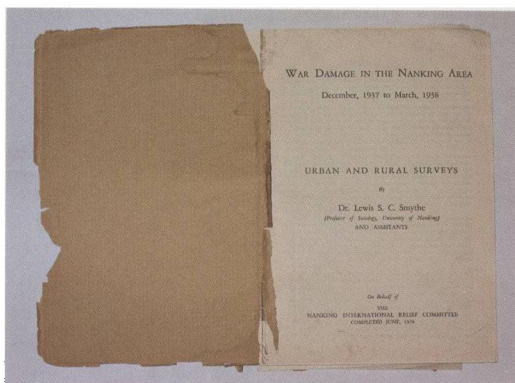 WAR DAMAGE IN THE NANKING AREA
December, 1937 to March, 1938
URBAN AND RURAL SURVEYS
By
Dr. Lewis S. C. Smythe
(Professor of Sociology, University of Nanking)
AND ASSISTANTS
On Behalf of
THE
NANKING INTERNATIONAL RELIEF COMMITTEE
COMPLETED JUNE, 1938